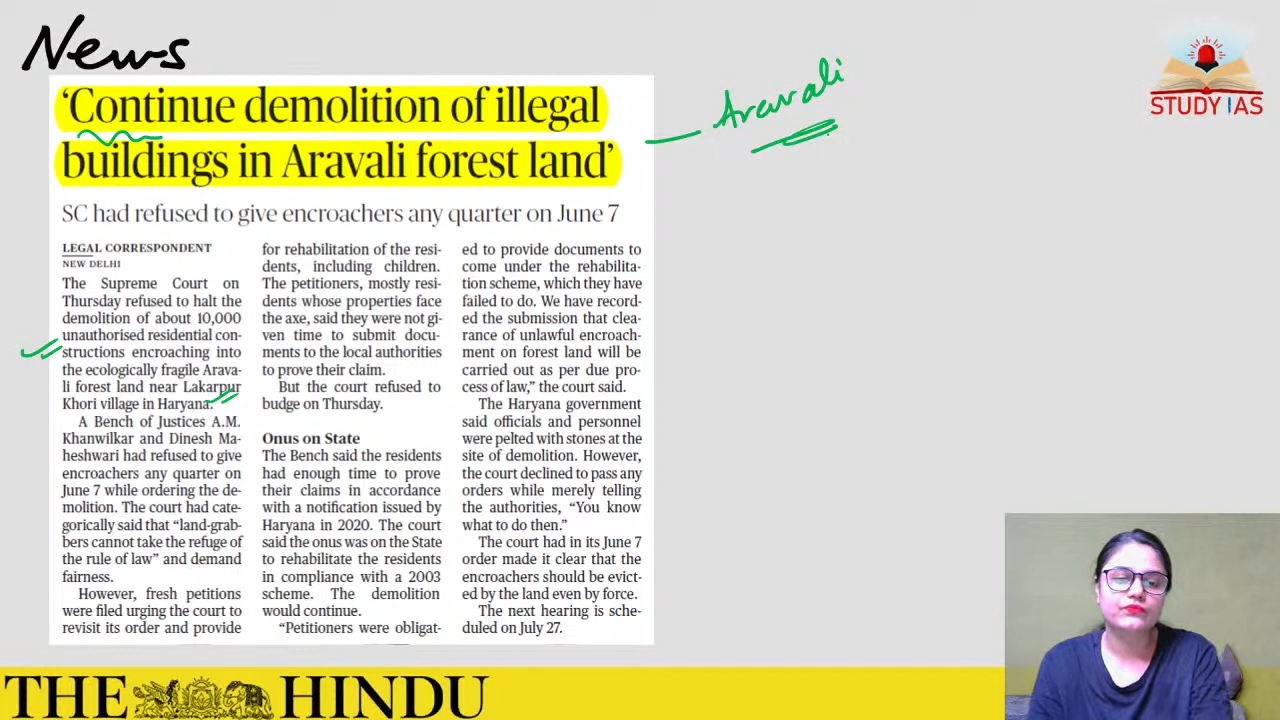 News
‘Continue demolition of illegal
buildings in Aravali forest land’
Aravali
STUDY IAS
SC had refused to give encroachers any quarter on June 7
LEGAL CORRESPONDENT
NEW DELHI
The Supreme Court on
Thursday refused to halt the
demolition of about 10,000
unauthorised residential con-
structions encroaching into
the ecologically fragile Arava-
li forest land near Lakarpur
Khori village in Haryana.
A Bench of Justices A.M.
Khanwilkar and Dinesh Ma-
heshwari had refused to give
encroachers any quarter on
June 7 while ordering the de-
molition. The court had cate-
gorically said that “land-grab-
bers cannot take the refuge of
the rule of law” and demand
fairness.
However, fresh petitions
were filed urging the court to
revisit its order and provide
for rehabilitation of the resi-
dents, including children.
The petitioners, mostly resi-
dents whose properties face
the axe, said they were not gi-
ven time to submit docu-
ments to the local authorities
to prove their claim.
But the court refused to
budge on Thursday.
Onus on State
The Bench said the residents
had enough time to prove
their claims in accordance
with a notification issued by
Haryana in 2020. The court
said the onus was on the State
to rehabilitate the residents
in compliance with a 2003
scheme. The demolition
would continue.
“Petitioners were obligat-
ed to provide documents to
come under the rehabilita-
tion scheme, which they have
failed to do. We have record-
ed the submission that clea-
rance of unlawful encroach-
ment on forest land will be
carried out as per due pro-
cess of law,” the court said.
The Haryana government
said officials and personnel
were pelted with stones at the
site of demolition. However,
the court declined to pass any
orders while merely telling
the authorities, “You know
what to do then.”
The court had in its June 7
order made it clear that the
encroachers should be evict-
ed by the land even by force.
The next hearing is sche-
duled on July 27.
THE HINDU